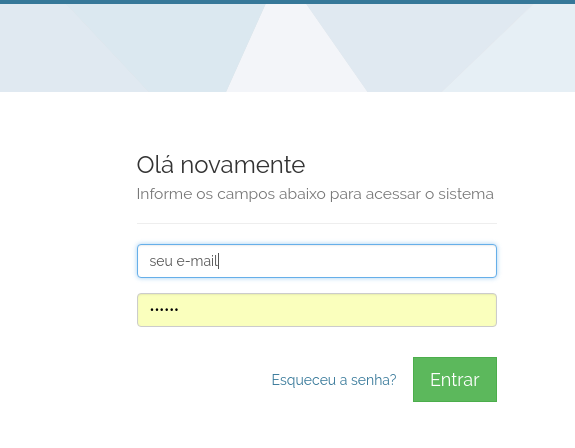 Olá novamente
Informe os campos abaixo para acessar o sistema
seu e-mail
••••••
Esqueceu a senha? Entrar